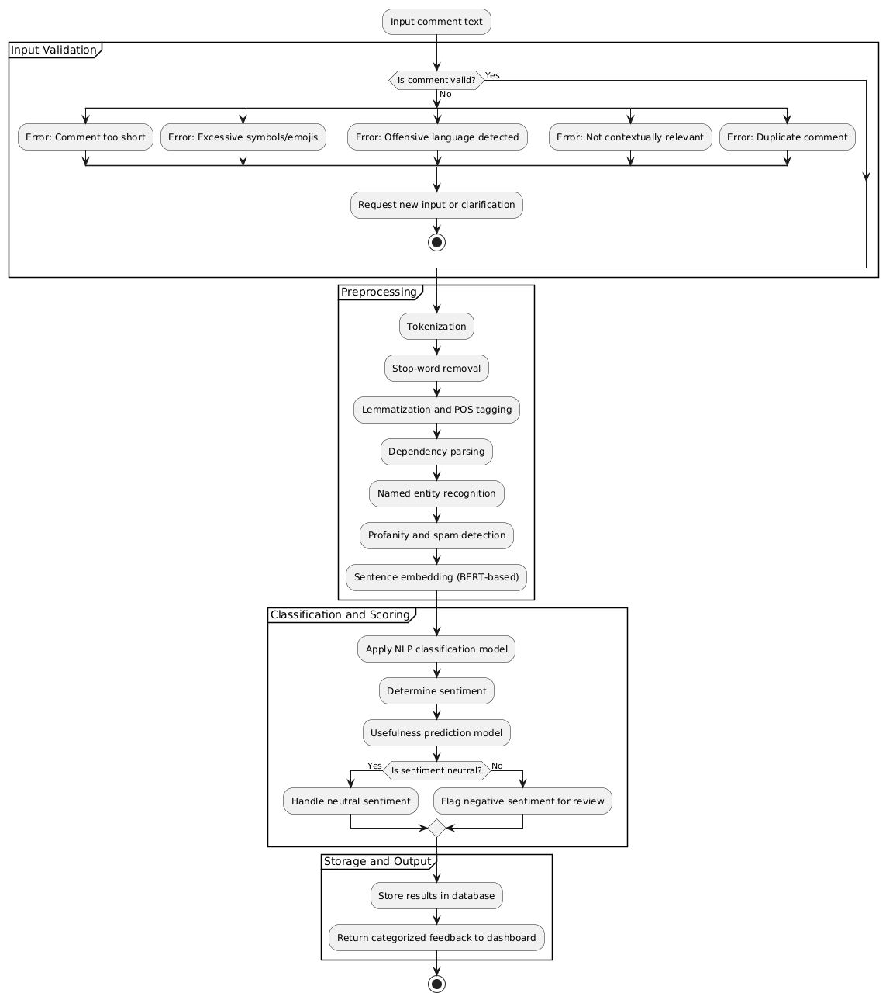 Input comment text
Input Validation
Is comment valid?
Yes
No
Error: Comment too short
Error: Excessive symbols/emojis
Error: Offensive language detected
Error: Not contextually relevant
Error: Duplicate comment
Request new input or clarification
Preprocessing
Tokenization
Stop-word removal
Lemmatization and POS tagging
Dependency parsing
Named entity recognition
Profanity and spam detection
Sentence embedding (BERT-based)
Classification and Scoring
Apply NLP classification model
Determine sentiment
Usefulness prediction model
Yes
Is sentiment neutral?
No
Handle neutral sentiment
Flag negative sentiment for review
Storage and Output
Store results in database
Return categorized feedback to dashboard